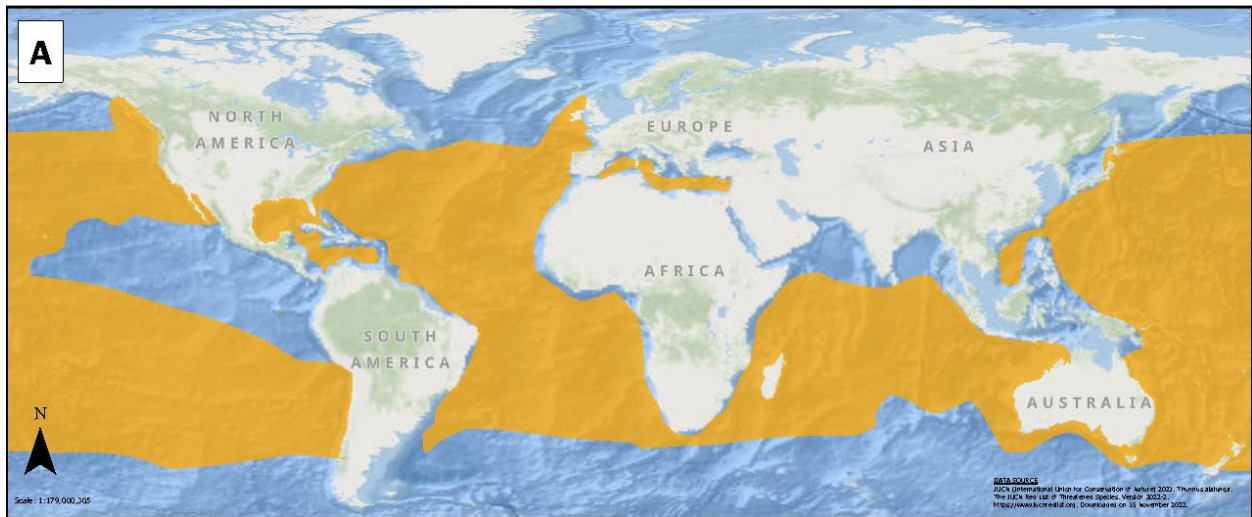 A
NORTH
AMERICA
EUROPE
ASIA
AFRICA
SOUTH
AMERICA
AUSTRALIA
N
Scale : 1:179,000,305
DATA SOURCE
IUCN (International Union for Conservation of Nature) 2021. Thunnus alalunga.
The IUCN Red List of Threatened Species. Version 2022-2.
https://www.iucnredlist.org. Downloaded on 15 November 2022.